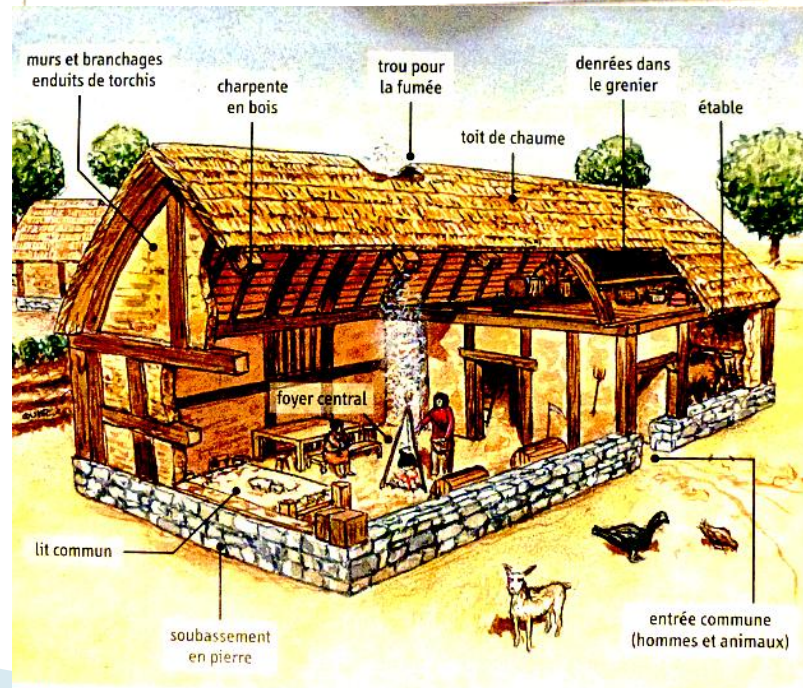 murs et branchages
enduits de torchis
charpente
en bois
trou pour
la fumée
denrées dans
le grenier
étable
toit de chaume
foyer central
lit commun
soubassement
en pierre
entrée commune
(hommes et animaux)